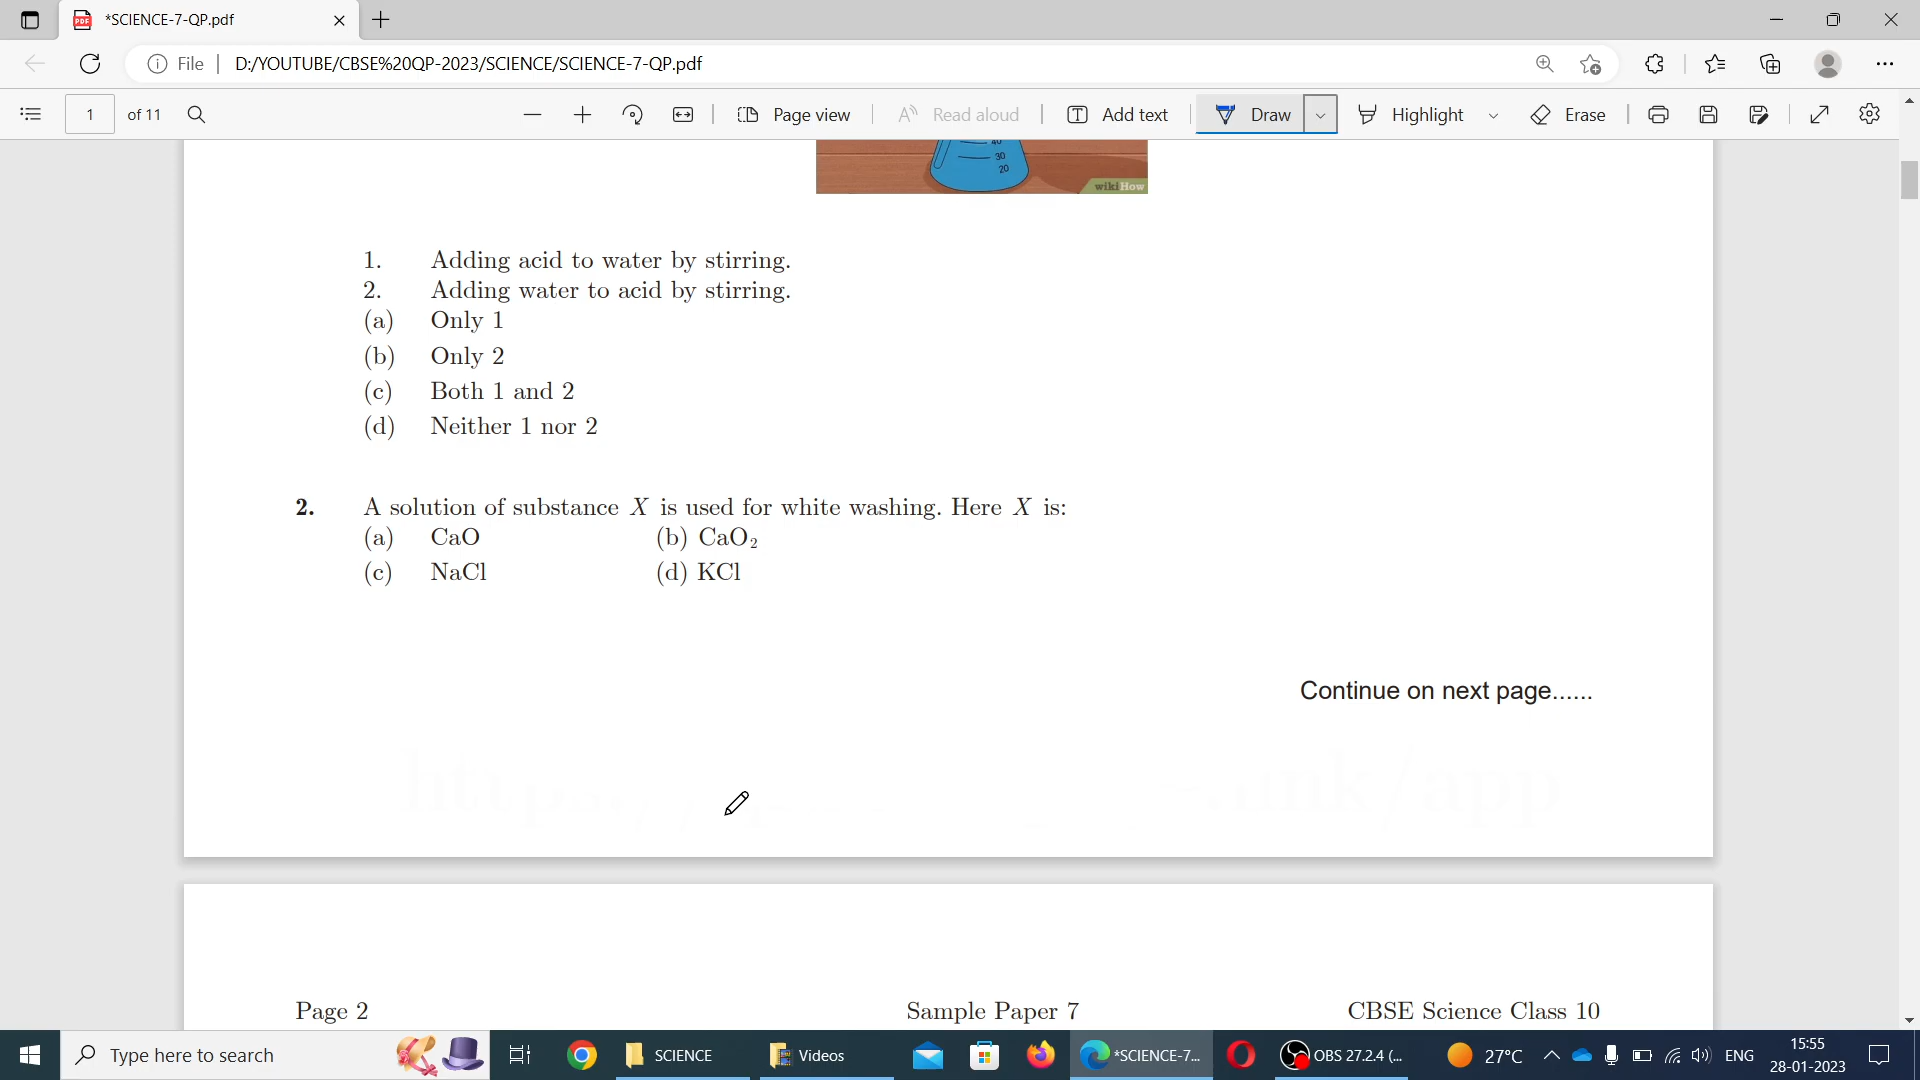 *SCIENCE-7-QP.pdf
File
D:/YOUTUBE/CBSE%20QP-2023/SCIENCE/SCIENCE-7-QP.pdf
1 of 11
Page view
Read aloud
Add text
Draw
Highlight
Erase
40
30
20
wikiHow
1. Adding acid to water by stirring.
2. Adding water to acid by stirring.
(a) Only 1
(b) Only 2
(c) Both 1 and 2
(d) Neither 1 nor 2
2. A solution of substance X is used for white washing. Here X is:
(a) CaO (b) CaO₂
(c) NaCl (d) KCl
Continue on next page......
Page 2 Sample Paper 7 CBSE Science Class 10
Type here to search
SCIENCE
Videos
*SCIENCE-7...
OBS 27.2.4 (...
27°C
ENG
15:55
28-01-2023